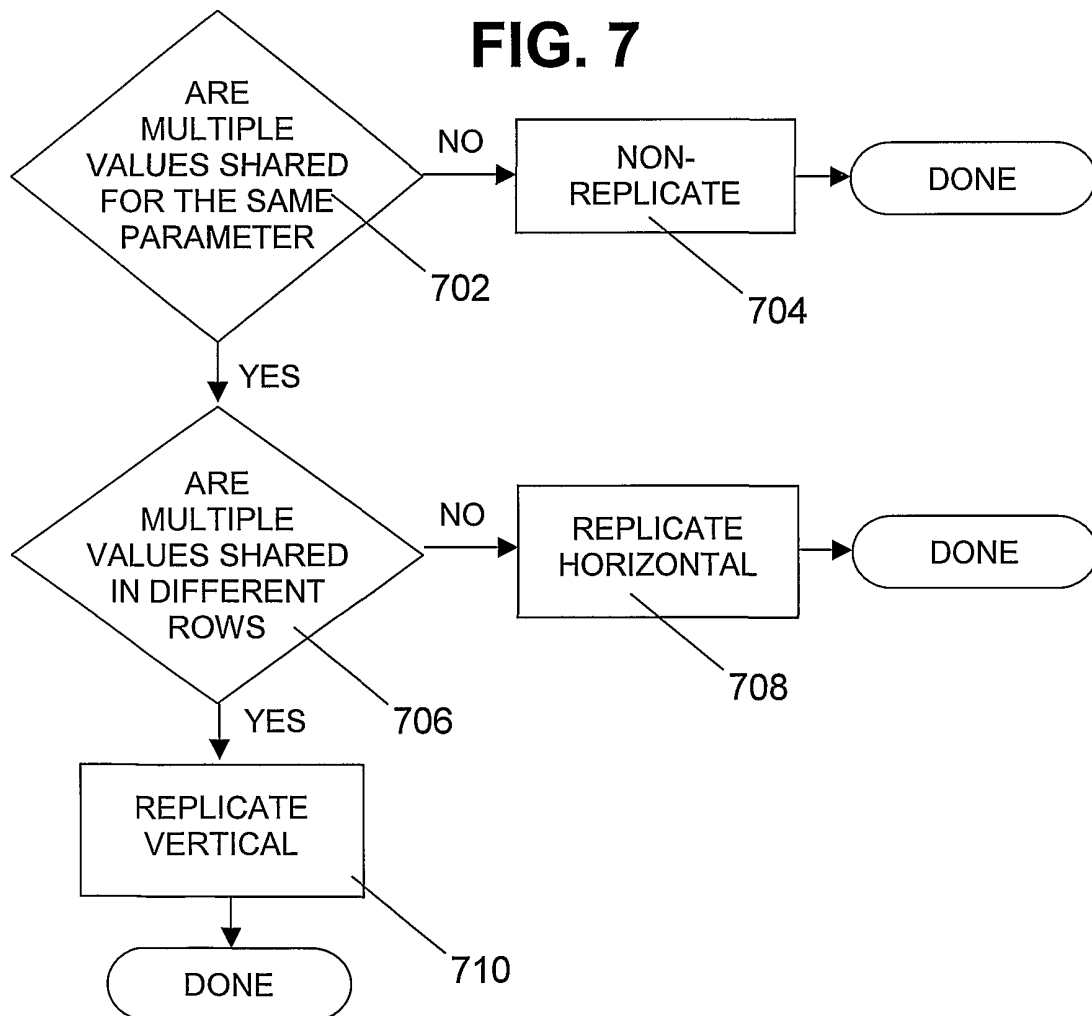 FIG. 7
ARE
MULTIPLE
VALUES SHARED
FOR THE SAME
PARAMETER
702
NO
NON-
REPLICATE
704
DONE
YES
ARE
MULTIPLE
VALUES SHARED
IN DIFFERENT
ROWS
706
NO
REPLICATE
HORIZONTAL
708
DONE
YES
REPLICATE
VERTICAL
710
DONE